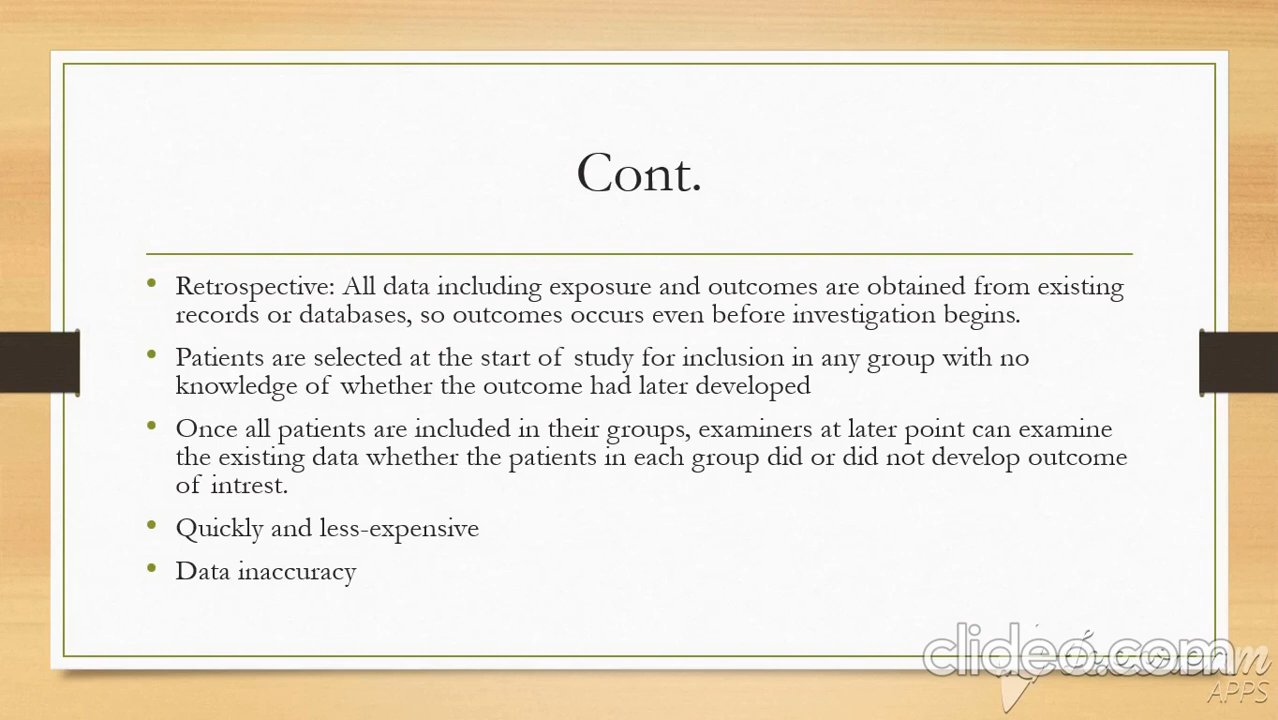 Cont.
Retrospective: All data including exposure and outcomes are obtained from existing
records or databases, so outcomes occurs even before investigation begins.
Patients are selected at the start of study for inclusion in any group with no
knowledge of whether the outcome had later developed
Once all patients are included in their groups, examiners at later point can examine
the existing data whether the patients in each group did or did not develop outcome
of intrest.
Quickly and less-expensive
Data inaccuracy
clideo.com
APPS